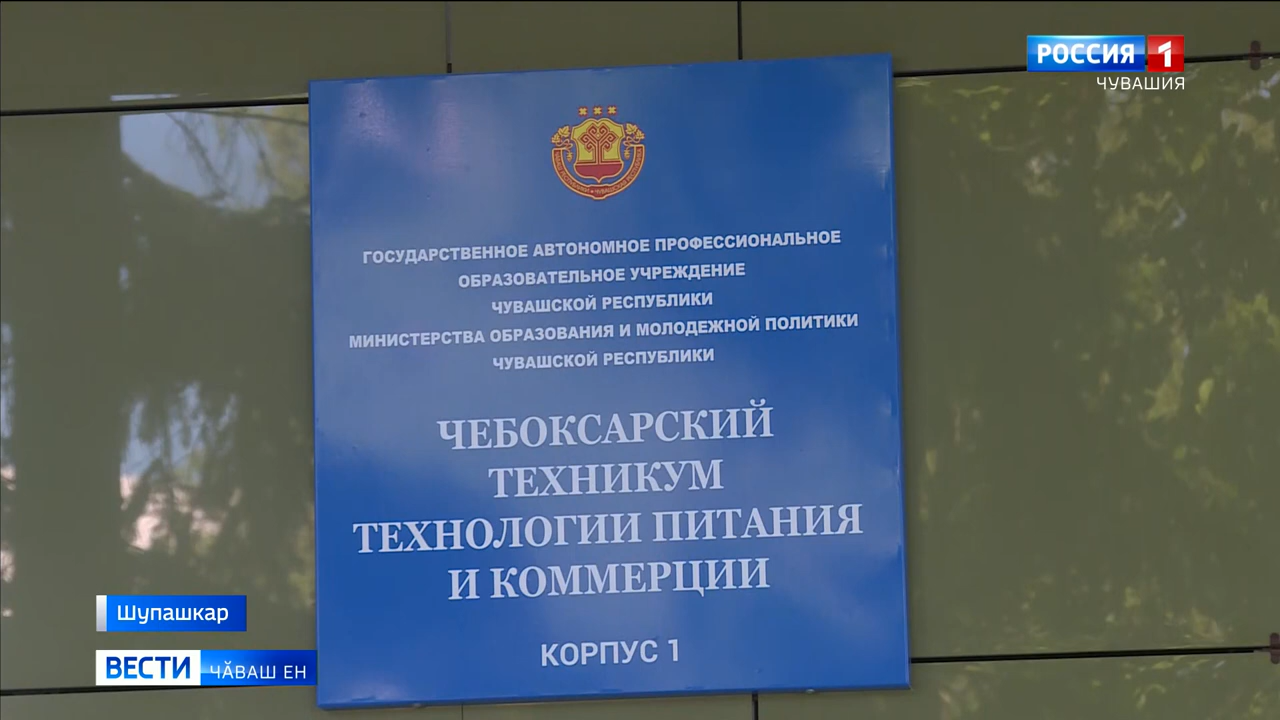 РОССИЯ 1
ЧУВАШИЯ
ГОСУДАРСТВЕННОЕ АВТОНОМНОЕ ПРОФЕССИОНАЛЬНОЕ
ОБРАЗОВАТЕЛЬНОЕ УЧРЕЖДЕНИЕ
ЧУВАШСКОЙ РЕСПУБЛИКИ
МИНИСТЕРСТВА ОБРАЗОВАНИЯ И МОЛОДЕЖНОЙ ПОЛИТИКИ
ЧУВАШСКОЙ РЕСПУБЛИКИ
ЧЕБОКСАРСКИЙ
ТЕХНИКУМ
ТЕХНОЛОГИИ ПИТАНИЯ
И КОММЕРЦИИ
КОРПУС 1
Шупашкар
ВЕСТИ ЧӐВАШ ЕН